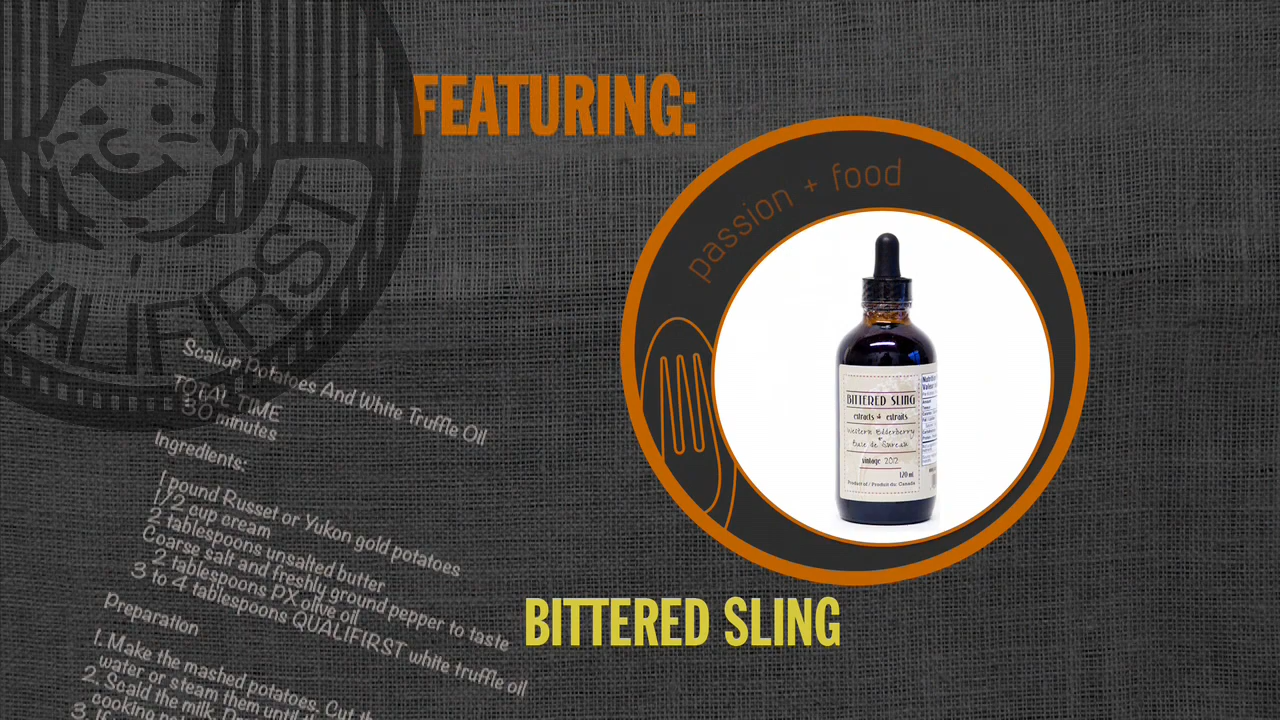 FEATURING:
passion + food
QUALIFIRST
BITTERED SLING
extracts & extraits
Western Elderberry
Baie de Sureau
vintage 2012
120 mL
Product of / Produit du: Canada
BITTERED SLING
Scallop Potatoes And White Truffle Oil
TOTAL TIME
30 minutes
Ingredients:
1 pound Russet or Yukon gold potatoes
1/2 cup cream
2 tablespoons unsalted butter
Coarse salt and freshly ground pepper to taste
2 tablespoons PX olive oil
3 to 4 tablespoons QUALIFIRST white truffle oil
Preparation
1. Make the mashed potatoes. Cut th
water or steam them until th
2. Scald the milk.
cooking
3. If